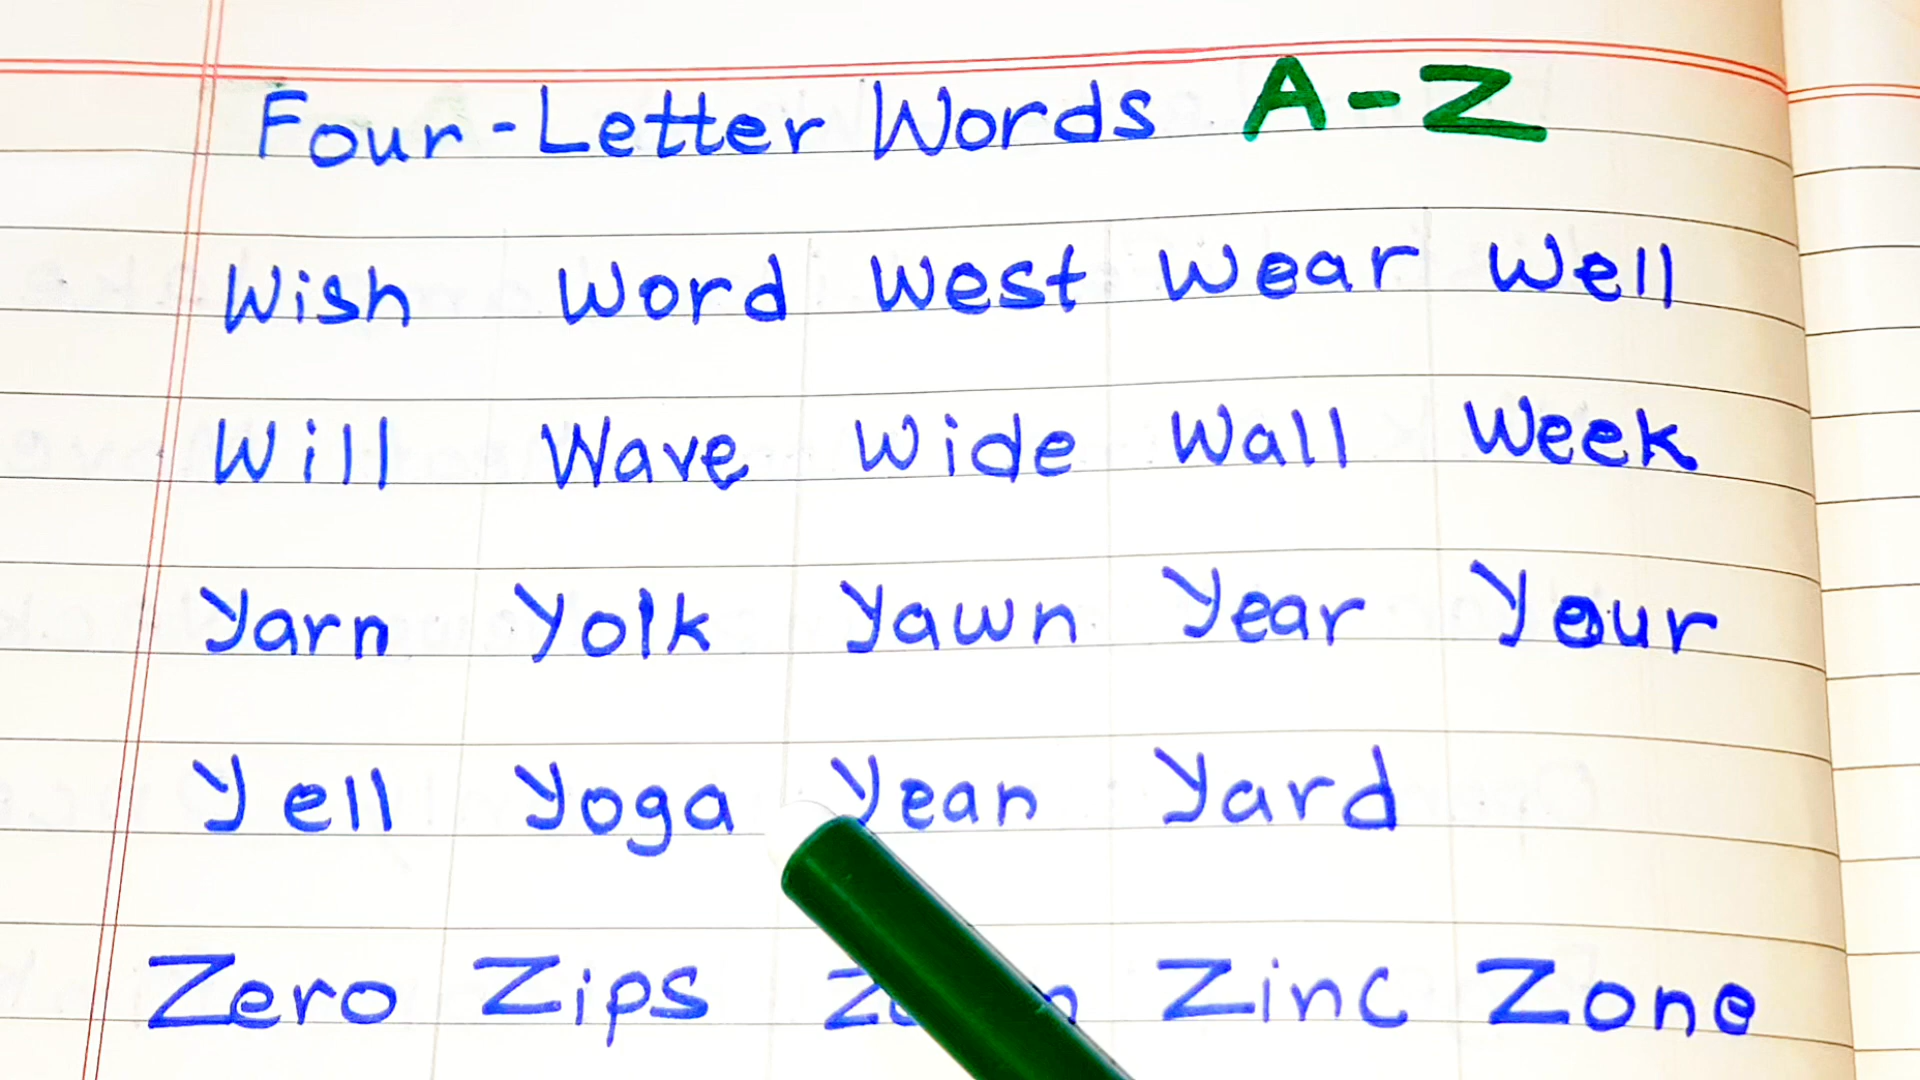 Four-Letter Words A-Z
Wish Word West Wear Well
Will Wave Wide Wall Week
Yarn Yolk Yawn Year Your
Yell Yoga Yean Yard
Zero Zips Zinc Zone